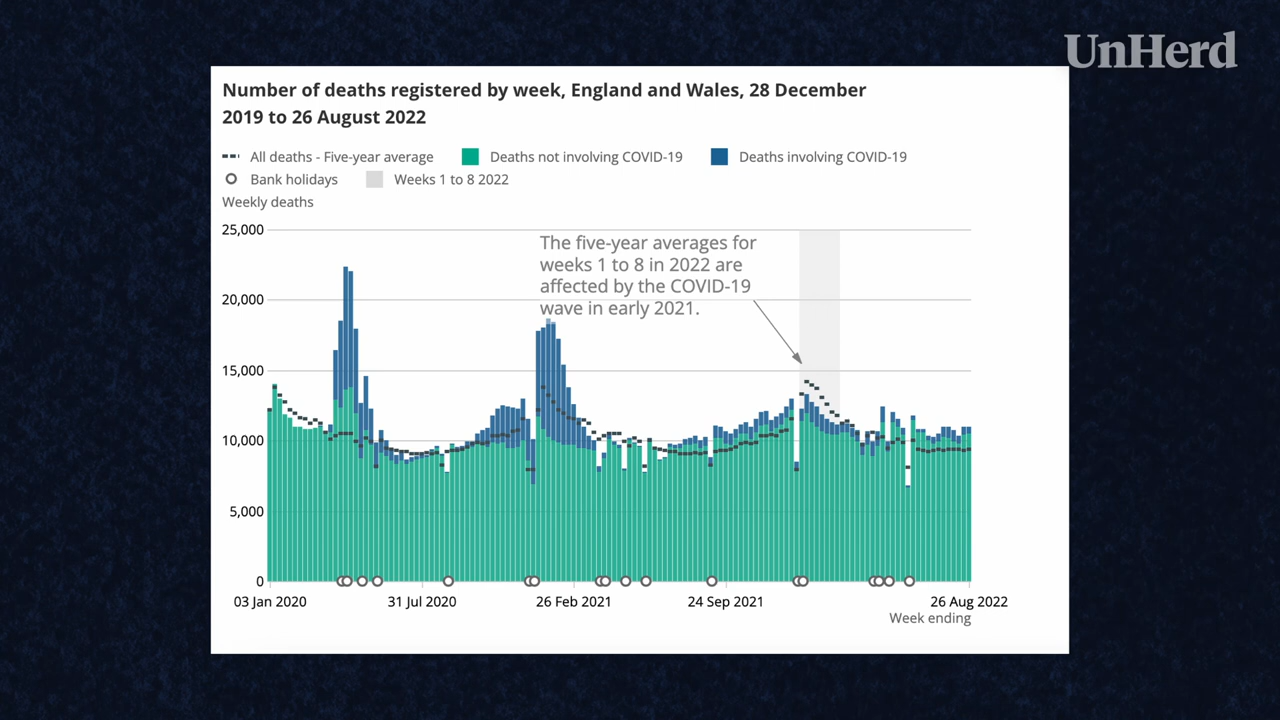 UnHerd
Number of deaths registered by week, England and Wales, 28 December
2019 to 26 August 2022
All deaths - Five-year average
Deaths not involving COVID-19
Deaths involving COVID-19
Bank holidays
Weeks 1 to 8 2022
Weekly deaths
25,000
The five-year averages for
weeks 1 to 8 in 2022 are
affected by the COVID-19
wave in early 2021.
20,000
15,000
10,000
5,000
0
03 Jan 2020
31 Jul 2020
26 Feb 2021
24 Sep 2021
26 Aug 2022
Week ending